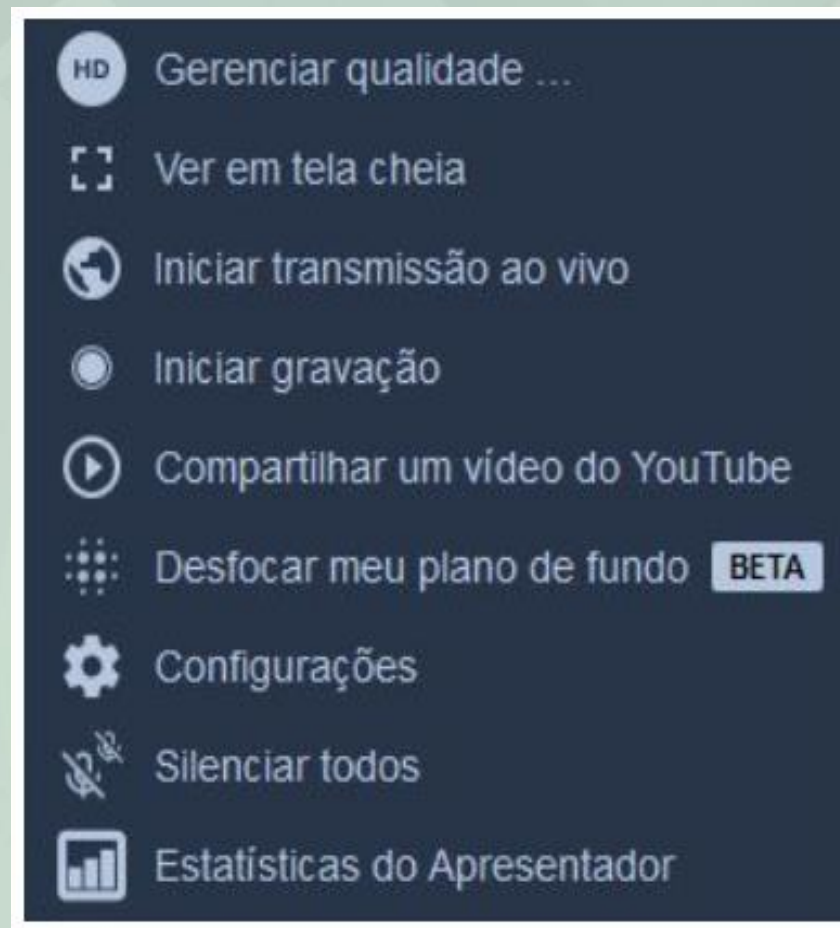 HD Gerenciar qualidade ...
Ver em tela cheia
Iniciar transmissão ao vivo
Iniciar gravação
Compartilhar um vídeo do YouTube
Desfocar meu plano de fundo BETA
Configurações
Silenciar todos
Estatísticas do Apresentador